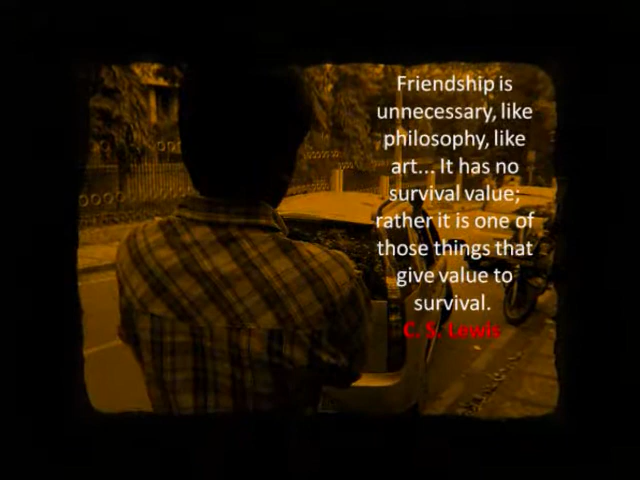 Friendship is
unnecessary, like
philosophy, like
art... It has no
survival value;
rather it is one of
those things that
give value to
survival.
C. S. Lewis